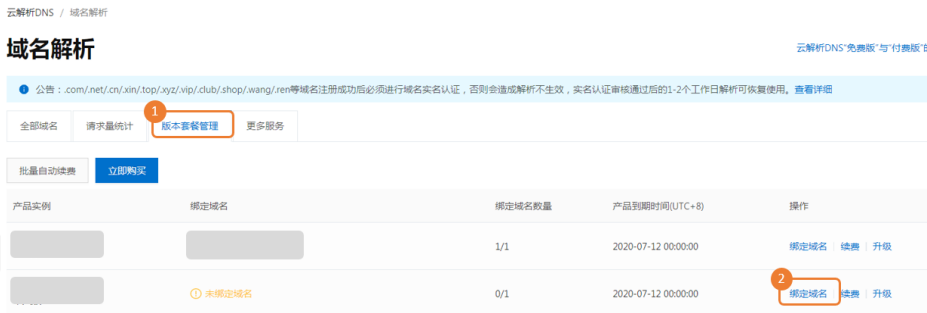 云解析DNS / 域名解析
域名解析
云解析DNS“免费版”与“付费版”的
公告：.com/.net/.cn/.xin/.top/.xyz/.vip/.club/.shop/.wang/.ren等域名注册成功后必须进行域名实名认证，否则会造成解析不生效，实名认证审核通过后的1-2个工作日解析可恢复使用。查看详细
1
全部域名 请求量统计 版本套餐管理 更多服务
批量自动续费 立即购买
产品实例 绑定域名 绑定域名数量 产品到期时间(UTC+8) 操作
1/1 2020-07-12 00:00:00 绑定域名 续费 升级
2
未绑定域名 0/1 2020-07-12 00:00:00 绑定域名 续费 升级